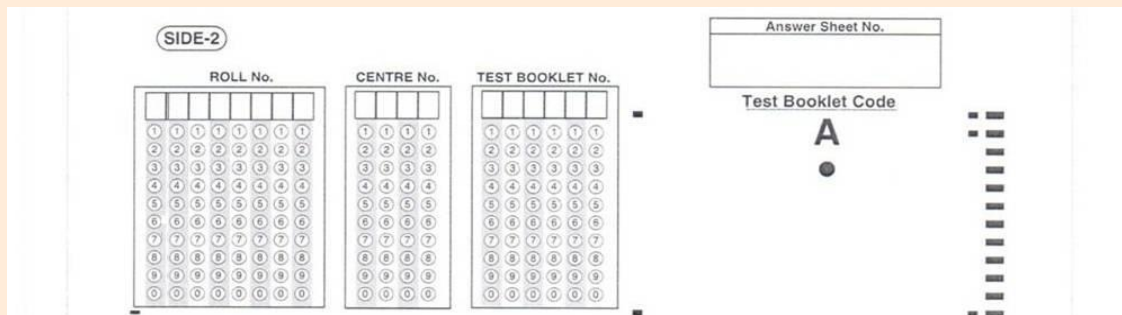 SIDE-2
Answer Sheet No.
ROLL No. CENTRE No. TEST BOOKLET No.
Test Booklet Code
A
1 1 1 1 1 1 1 1 1 1 1 1 1 1 1 1 1 1
2 2 2 2 2 2 2 2 2 2 2 2 2 2 2 2 2 2
3 3 3 3 3 3 3 3 3 3 3 3 3 3 3 3 3 3
4 4 4 4 4 4 4 4 4 4 4 4 4 4 4 4 4 4
5 5 5 5 5 5 5 5 5 5 5 5 5 5 5 5 5 5
6 6 6 6 6 6 6 6 6 6 6 6 6 6 6 6 6 6
7 7 7 7 7 7 7 7 7 7 7 7 7 7 7 7 7 7
8 8 8 8 8 8 8 8 8 8 8 8 8 8 8 8 8 8
9 9 9 9 9 9 9 9 9 9 9 9 9 9 9 9 9 9
0 0 0 0 0 0 0 0 0 0 0 0 0 0 0 0 0 0